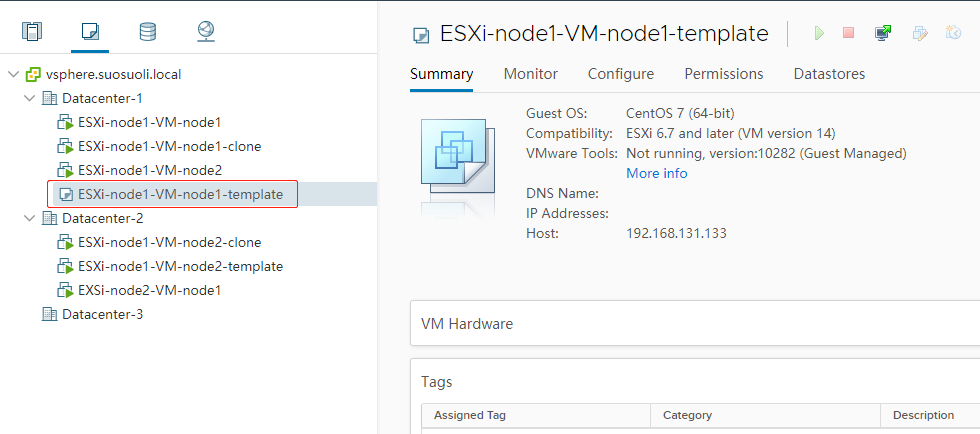 vsphere.suosuoli.local
Datacenter-1
ESXi-node1-VM-node1
ESXi-node1-VM-node1-clone
ESXi-node1-VM-node2
ESXi-node1-VM-node1-template
Datacenter-2
ESXi-node1-VM-node2-clone
ESXi-node1-VM-node2-template
EXSi-node2-VM-node1
Datacenter-3
ESXi-node1-VM-node1-template
Summary Monitor Configure Permissions Datastores
Guest OS: CentOS 7 (64-bit)
Compatibility: ESXi 6.7 and later (VM version 14)
VMware Tools: Not running, version:10282 (Guest Managed)
More info
DNS Name:
IP Addresses:
Host: 192.168.131.133
VM Hardware
Tags
Assigned Tag Category Description